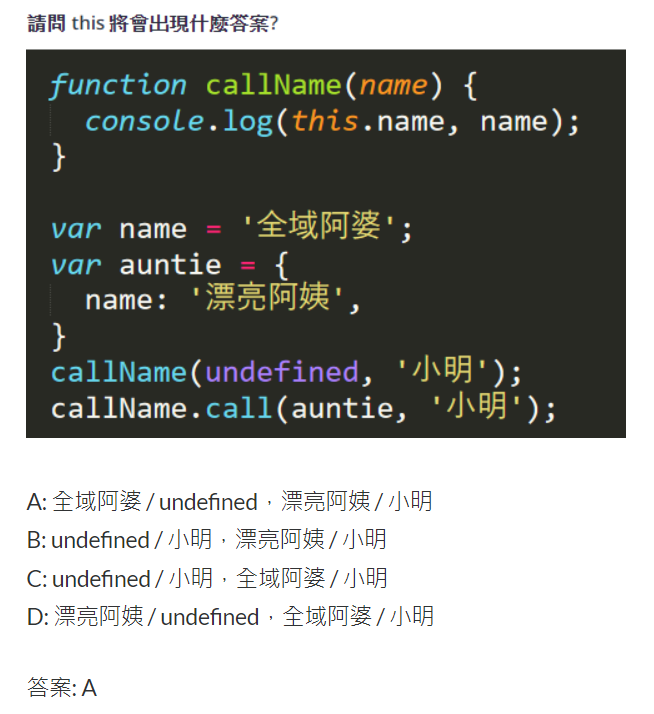 請問 this 將會出現什麼答案?
function callName(name) {
  console.log(this.name, name);
}
var name = '全域阿婆';
var auntie = {
  name: '漂亮阿姨',
}
callName(undefined, '小明');
callName.call(auntie, '小明');
A: 全域阿婆 / undefined，漂亮阿姨 / 小明
B: undefined / 小明，漂亮阿姨 / 小明
C: undefined / 小明，全域阿婆 / 小明
D: 漂亮阿姨 / undefined，全域阿婆 / 小明
答案: A